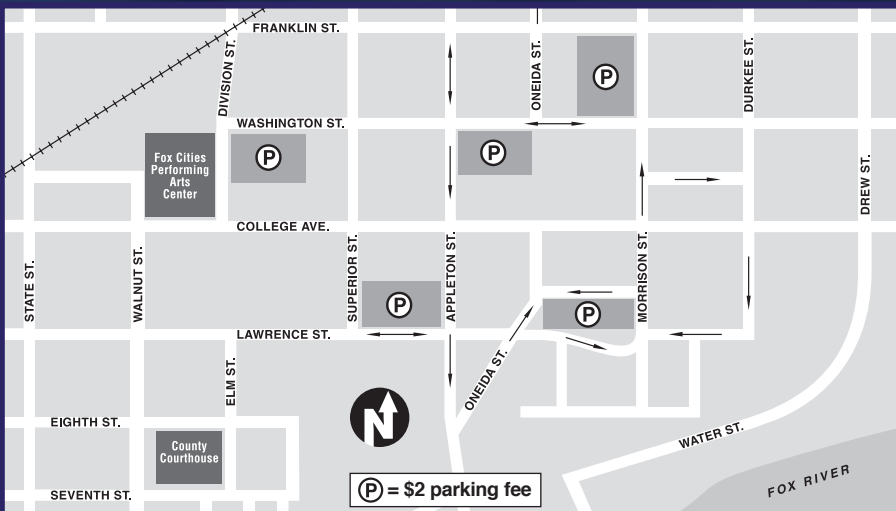 FRANKLIN ST.
DIVISION ST.
ONEIDA ST.
DURKEE ST.
P
WASHINGTON ST.
P
P
Fox Cities
Performing
Arts
Center
DREW ST.
COLLEGE AVE.
STATE ST.
WALNUT ST.
SUPERIOR ST.
APPLETON ST.
MORRISON ST.
P
P
LAWRENCE ST.
ELM ST.
ONEIDA ST.
N
EIGHTH ST.
County
Courthouse
WATER ST.
FOX RIVER
SEVENTH ST.
P = $2 parking fee